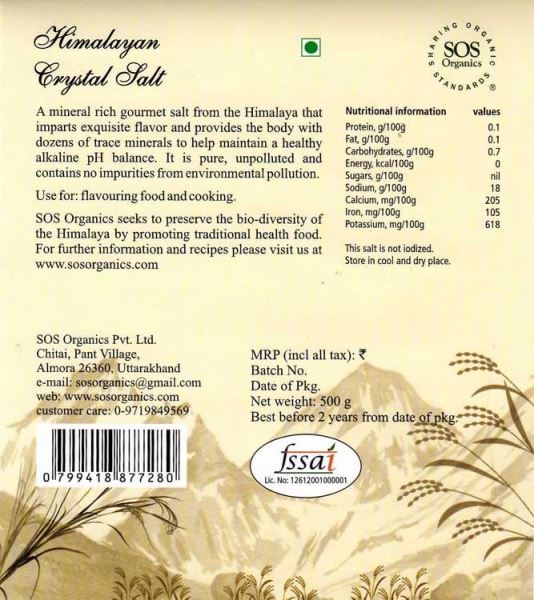 Himalayan
Crystal Salt
SHARING ORGANIC
SOS
Organics
STANDARDS
®
A mineral rich gourmet salt from the Himalaya that
imparts exquisite flavor and provides the body with
dozens of trace minerals to help maintain a healthy
alkaline pH balance. It is pure, unpolluted and
contains no impurities from environmental pollution.
Use for: flavouring food and cooking.
SOS Organics seeks to preserve the bio-diversity of
the Himalaya by promoting traditional health food.
For further information and recipes please visit us at
www.sosorganics.com
Nutritional information values
Protein, g/100g 0.1
Fat, g/100g 0.1
Carbohydrates, g/100g 0.7
Energy, kcal/100g 0
Sugars, g/100g nil
Sodium, g/100g 18
Calcium, mg/100g 205
Iron, mg/100g 105
Potassium, mg/100g 618
This salt is not iodized.
Store in cool and dry place.
SOS Organics Pvt. Ltd.
Chitai, Pant Village,
Almora 26360, Uttarakhand
e-mail: sosorganics@gmail.com
web: www.sosorganics.com
customer care: 0-9719849569
0 799418 877280
MRP (incl all tax): ₹
Batch No.
Date of Pkg.
Net weight: 500 g
Best before 2 years from date of pkg.
fssai
Lic. No: 12612001000001